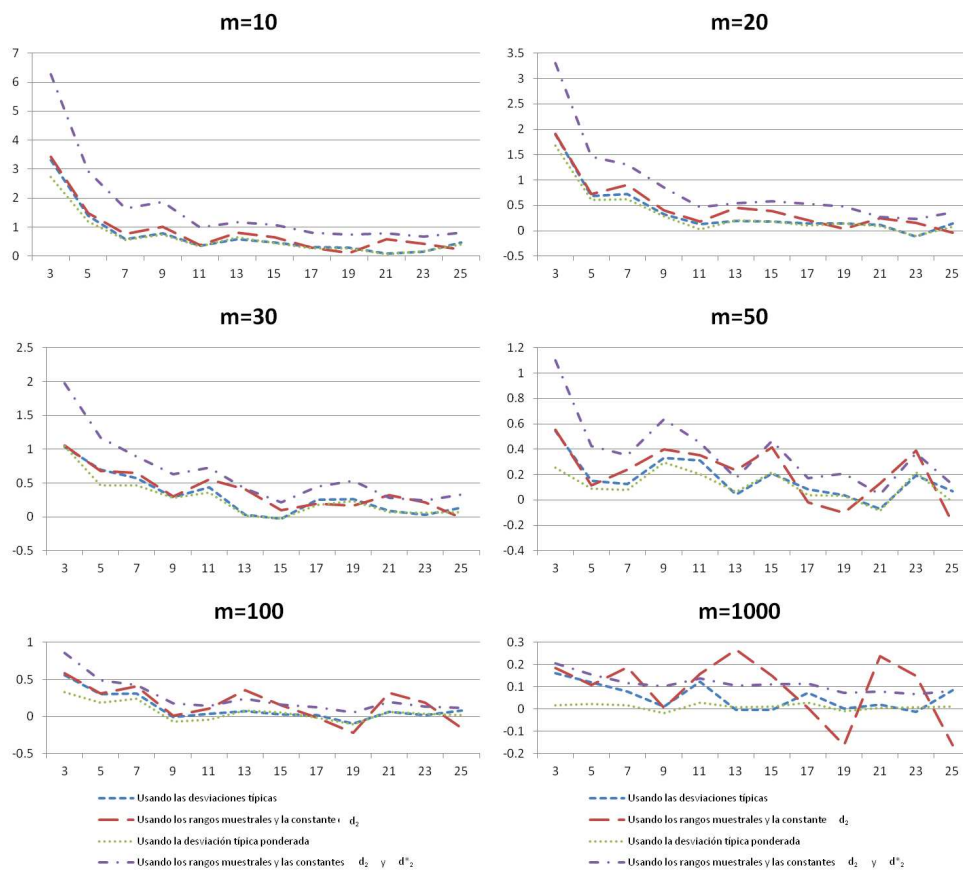 m=10
7
6
5
4
3
2
1
0
3 5 7 9 11 13 15 17 19 21 23 25
m=20
3.5
3
2.5
2
1.5
1
0.5
0
-0.5
3 5 7 9 11 13 15 17 19 21 23 25
m=30
2.5
2
1.5
1
0.5
0
-0.5
3 5 7 9 11 13 15 17 19 21 23 25
m=50
1.2
1
0.8
0.6
0.4
0.2
0
-0.2
-0.4
3 5 7 9 11 13 15 17 19 21 23 25
m=100
1
0.5
0
-0.5
3 5 7 9 11 13 15 17 19 21 23 25
m=1000
0.3
0.2
0.1
0
-0.1
-0.2
3 5 7 9 11 13 15 17 19 21 23 25
Usando las desviaciones típicas
Usando los rangos muestrales y la constante d₂
Usando la desviación típica ponderada
Usando los rangos muestrales y las constantes d₂ y d*₂
Usando las desviaciones típicas
Usando los rangos muestrales y la constante d₂
Usando la desviación típica ponderada
Usando los rangos muestrales y las constantes d₂ y d*₂